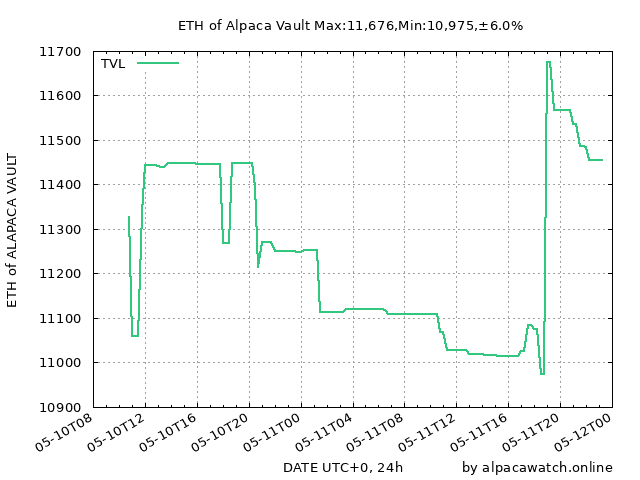 ETH of Alpaca Vault Max:11,676,Min:10,975,±6.0%
TVL
11700
11600
11500
11400
11300
11200
11100
11000
10900
ETH of ALAPACA VAULT
05-10T08
05-10T12
05-10T16
05-10T20
05-11T00
05-11T04
05-11T08
05-11T12
05-11T16
05-11T20
05-12T00
DATE UTC+0, 24h
by alpacawatch.online